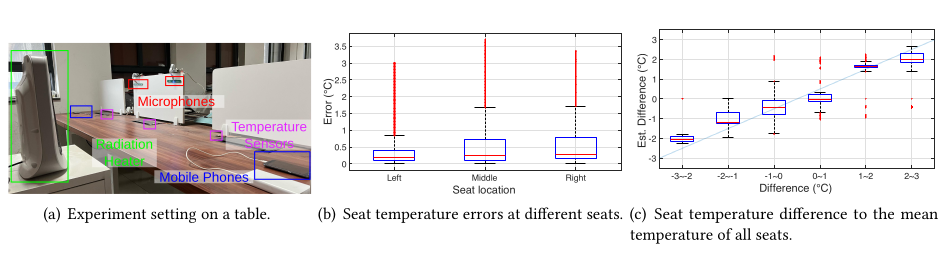 Microphones
Temperature
Sensors
Radiation
Heater
Mobile Phones
(a) Experiment setting on a table.
3.5
3
2.5
2
1.5
1
0.5
0
Error (°C)
Left Middle Right
Seat location
(b) Seat temperature errors at different seats.
3
2
1
0
-1
-2
-3
Est. Difference (°C)
-3~-2 -2~-1 -1~0 0~1 1~2 2~3
Difference (°C)
(c) Seat temperature difference to the mean
temperature of all seats.